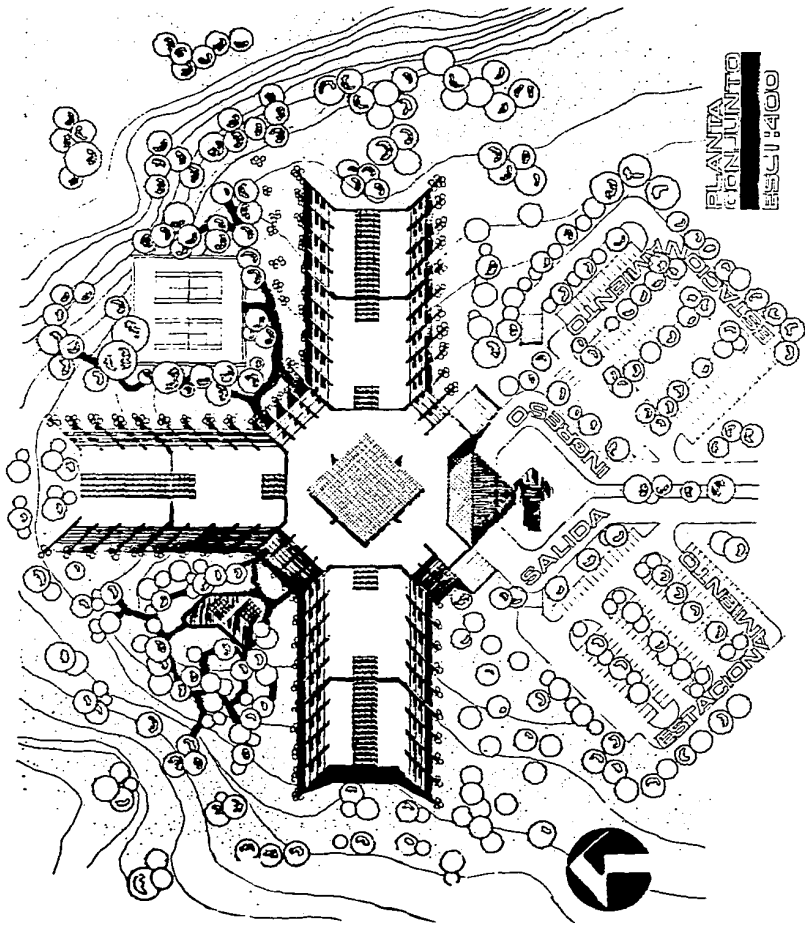 PLANTA
CONJUNTO
ESC 1:400
ESTACIONAMIENTO
INGRESO
SALIDA
ESTACIONAMIENTO